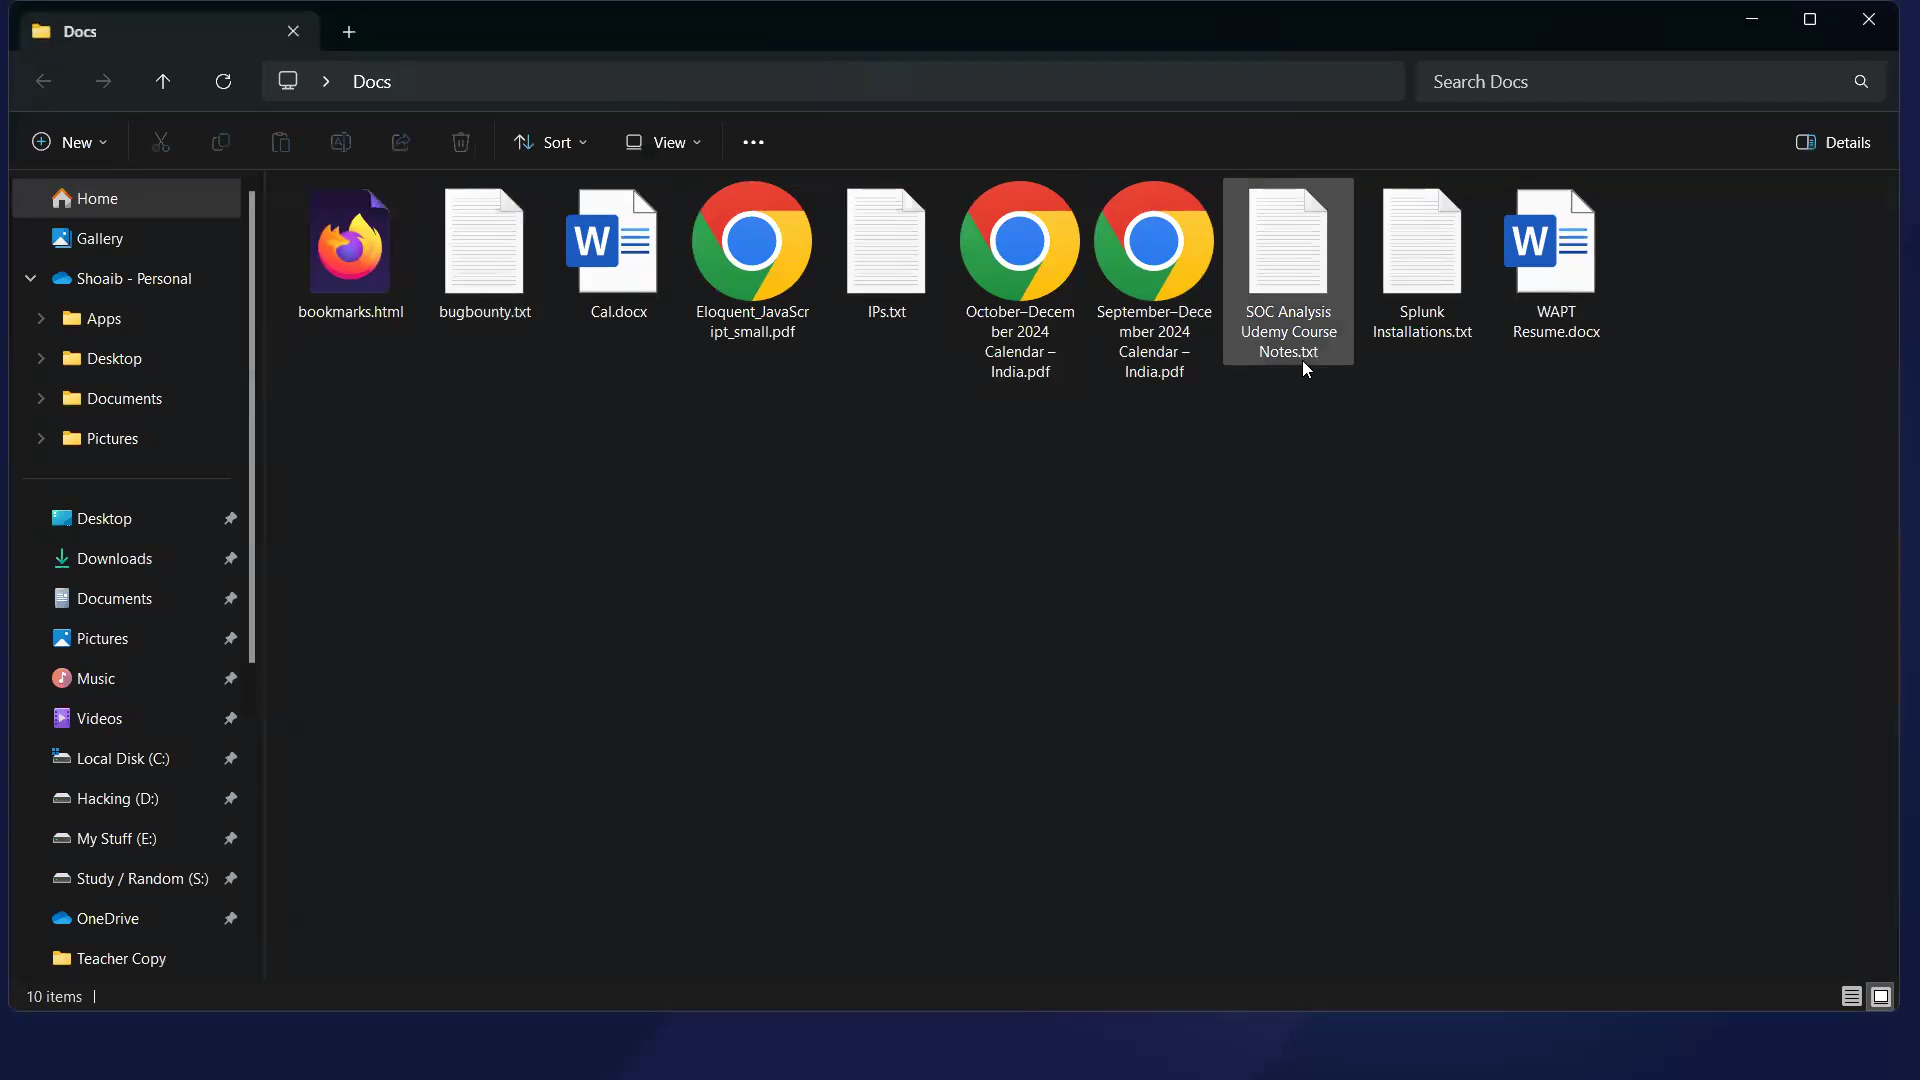 Docs
Docs
Search Docs
New
Sort
View
Details
Home
Gallery
Shoaib - Personal
Apps
Desktop
Documents
Pictures
Desktop
Downloads
Documents
Pictures
Music
Videos
Local Disk (C:)
Hacking (D:)
My Stuff (E:)
Study / Random (S:)
OneDrive
Teacher Copy
bookmarks.html
bugbounty.txt
Cal.docx
Eloquent_JavaScr
ipt_small.pdf
IPs.txt
October–Decem
ber 2024
Calendar –
India.pdf
September–Dece
mber 2024
Calendar –
India.pdf
SOC Analysis
Udemy Course
Notes.txt
Splunk
Installations.txt
WAPT
Resume.docx
10 items